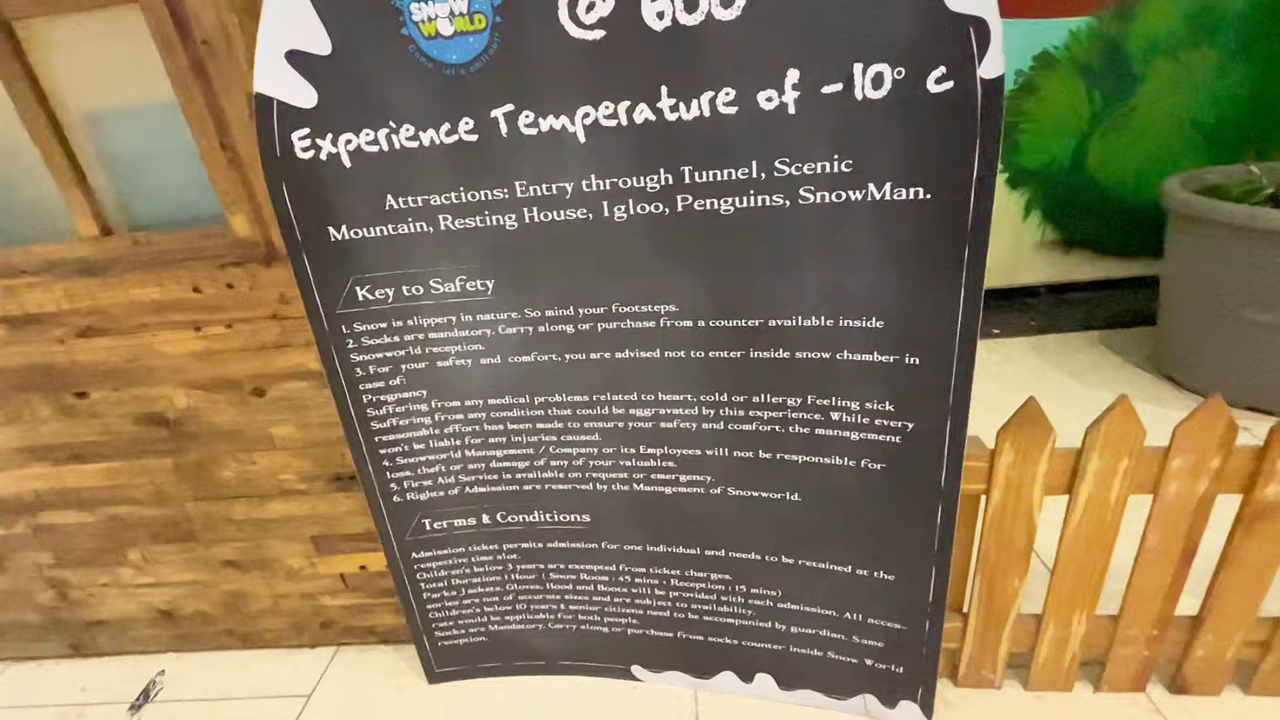 SNOW
WORLD
Come, let's chill out!
@ 600
Experience Temperature of -10° c
Attractions: Entry through Tunnel, Scenic
Mountain, Resting House, Igloo, Penguins, SnowMan.
Key to Safety
1. Snow is slippery in nature. So mind your footsteps.
2. Socks are mandatory. Carry along or purchase from a counter available inside
Snowworld reception.
3. For your safety and comfort, you are advised not to enter inside snow chamber in
case of:
Pregnancy
Suffering from any medical problems related to heart, cold or allergy Feeling sick
Suffering from any condition that could be aggravated by this experience. While every
reasonable effort has been made to ensure your safety and comfort, the management
won't be liable for any injuries caused.
4. Snowworld Management / Company or its Employees will not be responsible for
loss, theft or any damage of any of your valuables.
5. First Aid Service is available on request or emergency.
6. Rights of Admission are reserved by the Management of Snowworld.
Terms & Conditions
Admission ticket permits admission for one individual and needs to be retained at the
respective time slot.
Children's below 3 years are exempted from ticket charges.
Total Duration: 1 Hour ( Snow Room : 45 mins + Reception : 15 mins)
Parka Jackets, Gloves, Hood and Boots will be provided with each admission. All acces-
sories are not of accurate sizes and are subject to availability.
Children's below 10 years & senior citizens need to be accompanied by guardian. Same
rate would be applicable for both people.
Socks are Mandatory. Carry along or purchase from socks counter inside Snow World
reception.